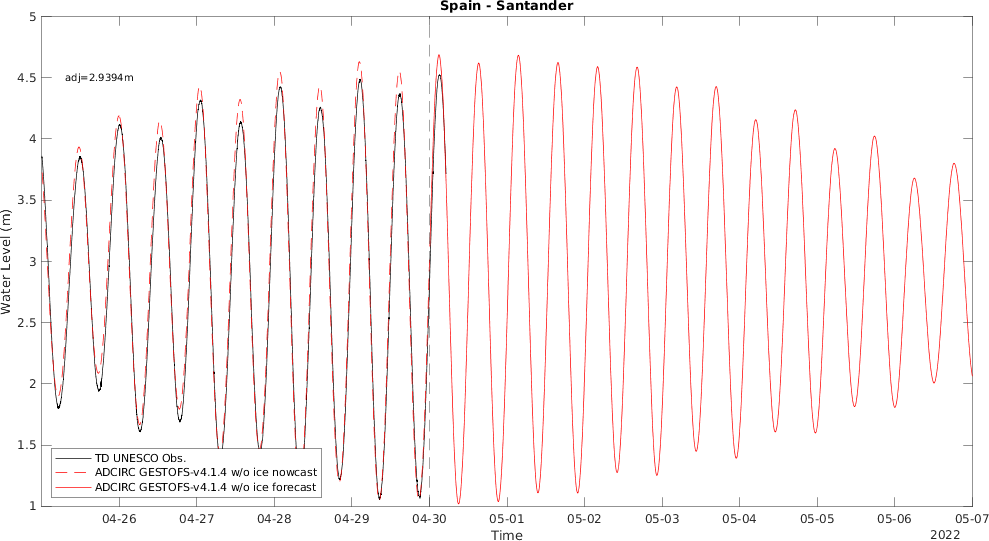 Spain - Santander
5
4.5
4
3.5
3
2.5
2
1.5
1
Water Level (m)
adj=2.9394m
TD UNESCO Obs.
ADCIRC GESTOFS-v4.1.4 w/o ice nowcast
ADCIRC GESTOFS-v4.1.4 w/o ice forecast
04-26 04-27 04-28 04-29 04-30 05-01 05-02 05-03 05-04 05-05 05-06 05-07
Time
2022